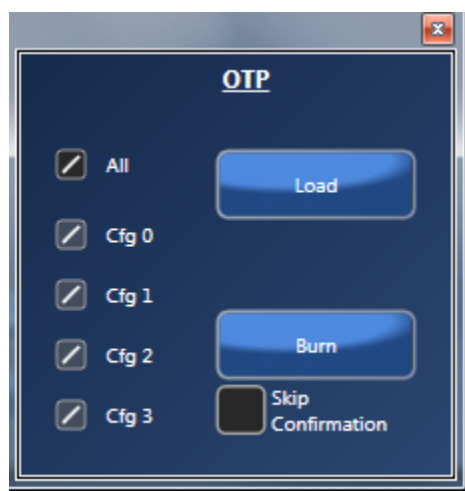 OTP
All
Load
Cfg 0
Cfg 1
Cfg 2
Burn
Cfg 3
Skip
Confirmation